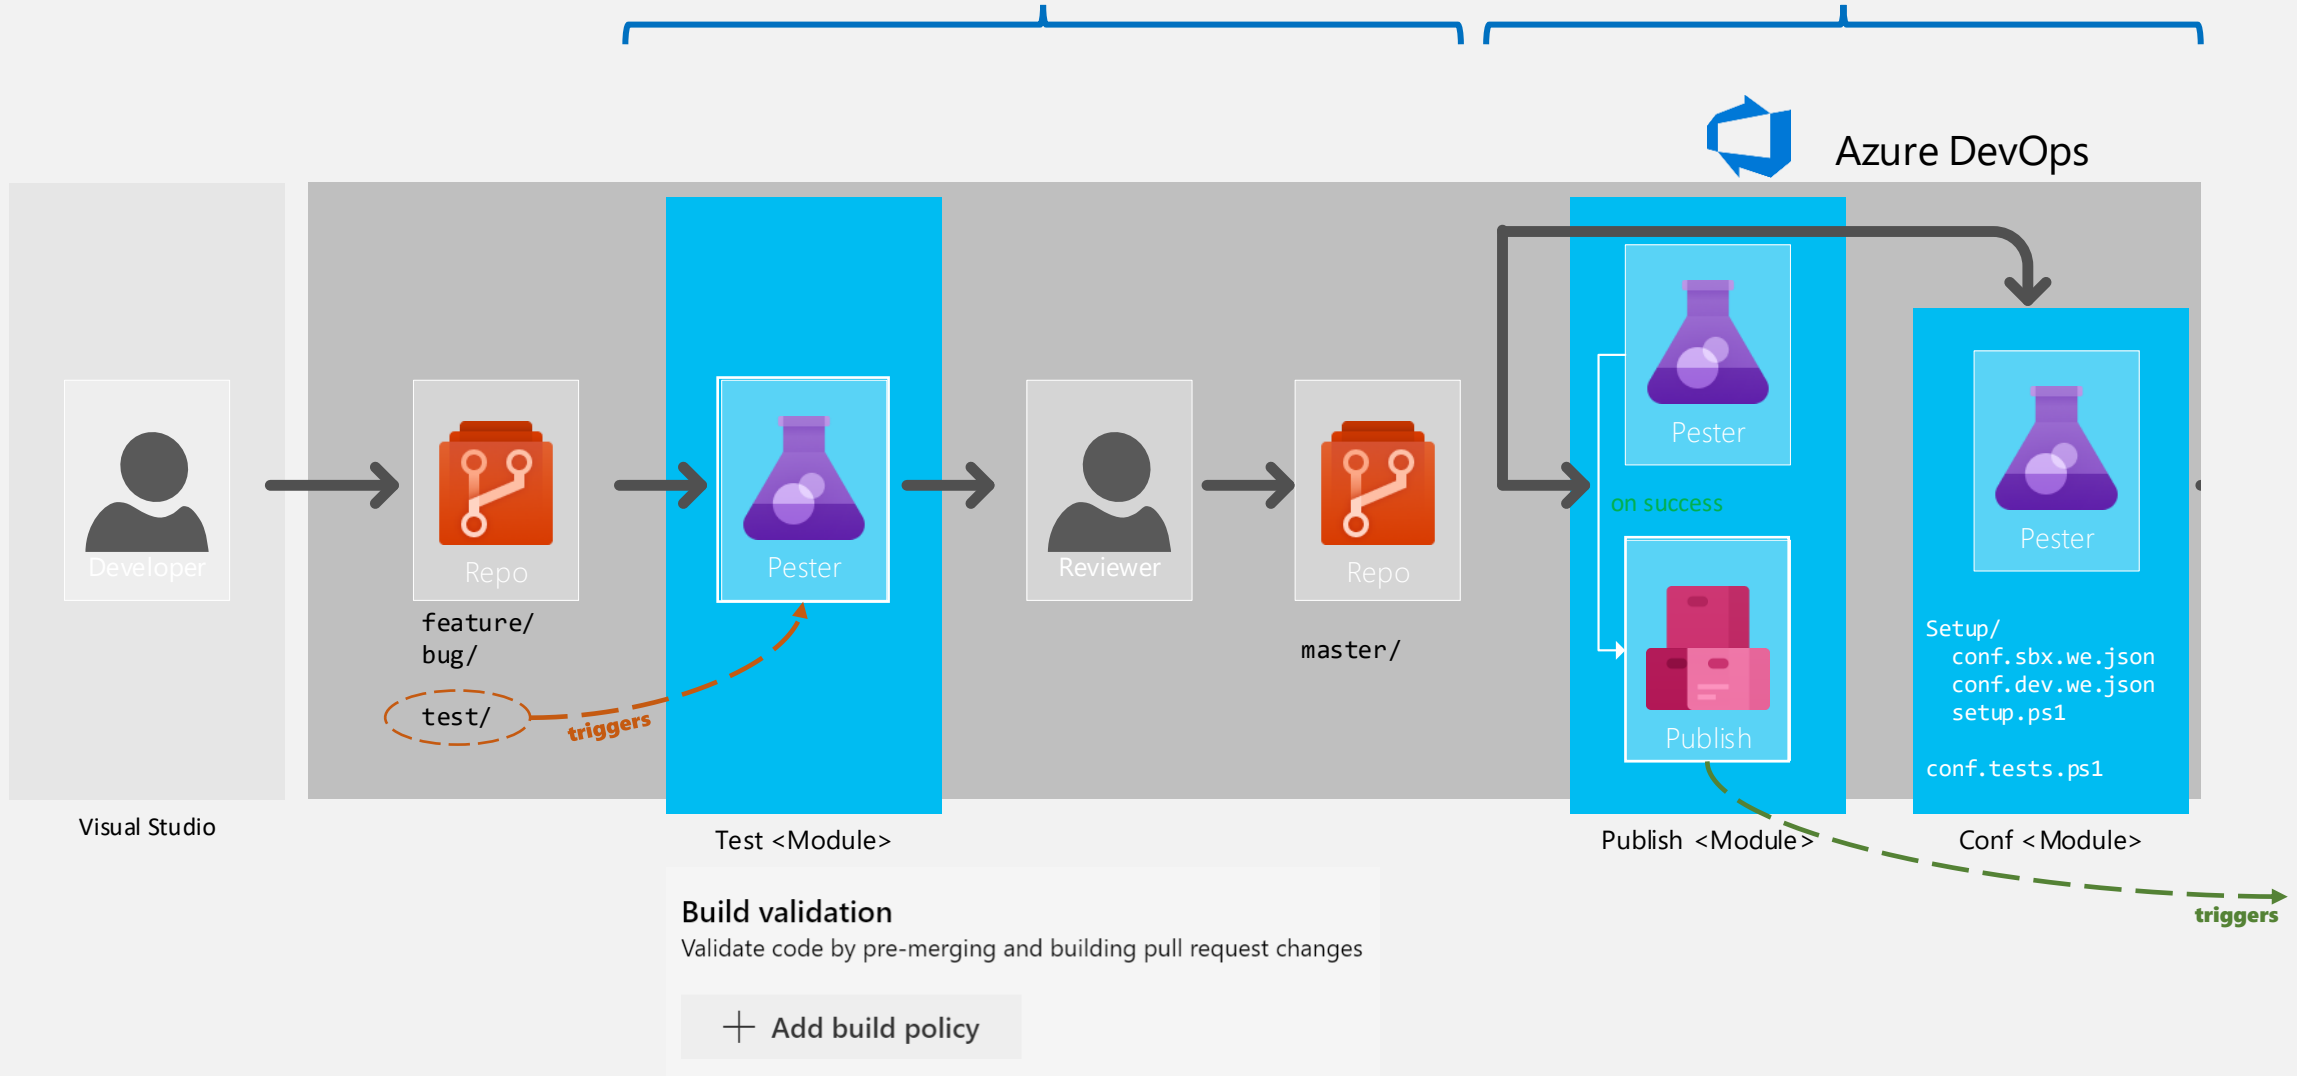 Azure DevOps
Developer
Repo
feature/
bug/
test/
triggers
Pester
Reviewer
Repo
master/
Pester
on success
Publish
Pester
Setup/
conf.sbx.we.json
conf.dev.we.json
setup.ps1
conf.tests.ps1
Visual Studio
Test <Module>
Publish <Module>
Conf <Module>
triggers
Build validation
Validate code by pre-merging and building pull request changes
+ Add build policy